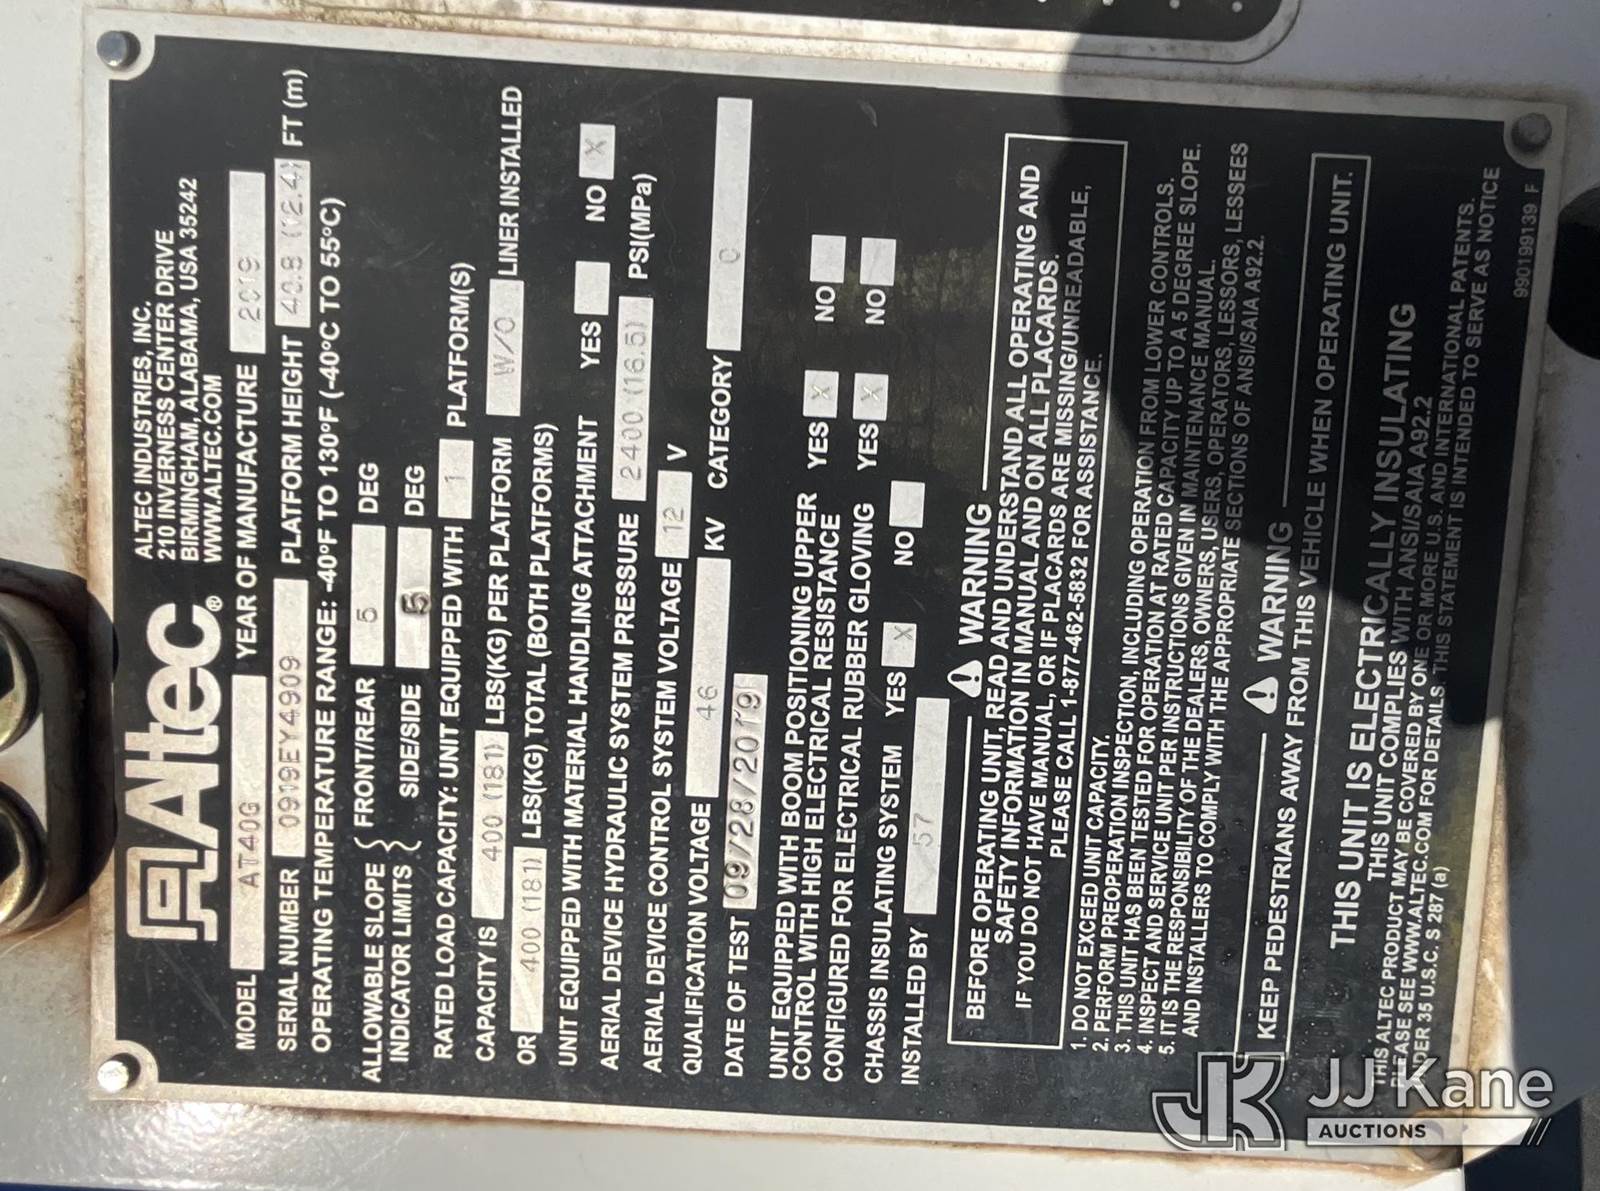 Altec®
ALTEC INDUSTRIES, INC.
210 INVERNESS CENTER DRIVE
BIRMINGHAM, ALABAMA, USA 35242
WWW.ALTEC.COM
MODEL AT40G YEAR OF MANUFACTURE 2019
SERIAL NUMBER 0919EY4909 PLATFORM HEIGHT 40.8 (12.4) FT (m)
OPERATING TEMPERATURE RANGE: -40°F TO 130°F (-40°C TO 55°C)
ALLOWABLE SLOPE { FRONT/REAR 5 DEG
INDICATOR LIMITS } SIDE/SIDE 5 DEG
RATED LOAD CAPACITY: UNIT EQUIPPED WITH 1 PLATFORM(S)
CAPACITY IS 400 (181) LBS(KG) PER PLATFORM W/O LINER INSTALLED
OR 400 (181) LBS(KG) TOTAL (BOTH PLATFORMS)
UNIT EQUIPPED WITH MATERIAL HANDLING ATTACHMENT YES NO X
AERIAL DEVICE HYDRAULIC SYSTEM PRESSURE 2400 (16.5) PSI(MPa)
AERIAL DEVICE CONTROL SYSTEM VOLTAGE 12 V
QUALIFICATION VOLTAGE 46 KV CATEGORY C
DATE OF TEST 09/28/2019
UNIT EQUIPPED WITH BOOM POSITIONING UPPER
CONTROL WITH HIGH ELECTRICAL RESISTANCE YES X NO
CONFIGURED FOR ELECTRICAL RUBBER GLOVING YES X NO
CHASSIS INSULATING SYSTEM YES X NO
INSTALLED BY 57
WARNING
BEFORE OPERATING UNIT, READ AND UNDERSTAND ALL OPERATING AND
SAFETY INFORMATION IN MANUAL AND ON ALL PLACARDS.
IF YOU DO NOT HAVE MANUAL, OR IF PLACARDS ARE MISSING/UNREADABLE,
PLEASE CALL 1-877-462-5832 FOR ASSISTANCE.
1. DO NOT EXCEED UNIT CAPACITY.
2. PERFORM PREOPERATION INSPECTION, INCLUDING OPERATION FROM LOWER CONTROLS.
3. THIS UNIT HAS BEEN TESTED FOR OPERATION AT RATED CAPACITY UP TO A 5 DEGREE SLOPE.
4. INSPECT AND SERVICE UNIT PER INSTRUCTIONS GIVEN IN MAINTENANCE MANUAL.
5. IT IS THE RESPONSIBILITY OF THE DEALERS, OWNERS, USERS, OPERATORS, LESSORS, LESSEES
AND INSTALLERS TO COMPLY WITH THE APPROPRIATE SECTIONS OF ANSI/SAIA A92.2.
WARNING
KEEP PEDESTRIANS AWAY FROM THIS VEHICLE WHEN OPERATING UNIT.
THIS UNIT IS ELECTRICALLY INSULATING
THIS UNIT COMPLIES WITH ANSI/SAIA A92.2
THIS ALTEC PRODUCT MAY BE COVERED BY ONE OR MORE U.S. AND INTERNATIONAL PATENTS.
PLEASE SEE WWW.ALTEC.COM FOR DETAILS. THIS STATEMENT IS INTENDED TO SERVE AS NOTICE
UNDER 35 U.S.C. S 287 (a)
990199139 F
JK JJ Kane
AUCTIONS